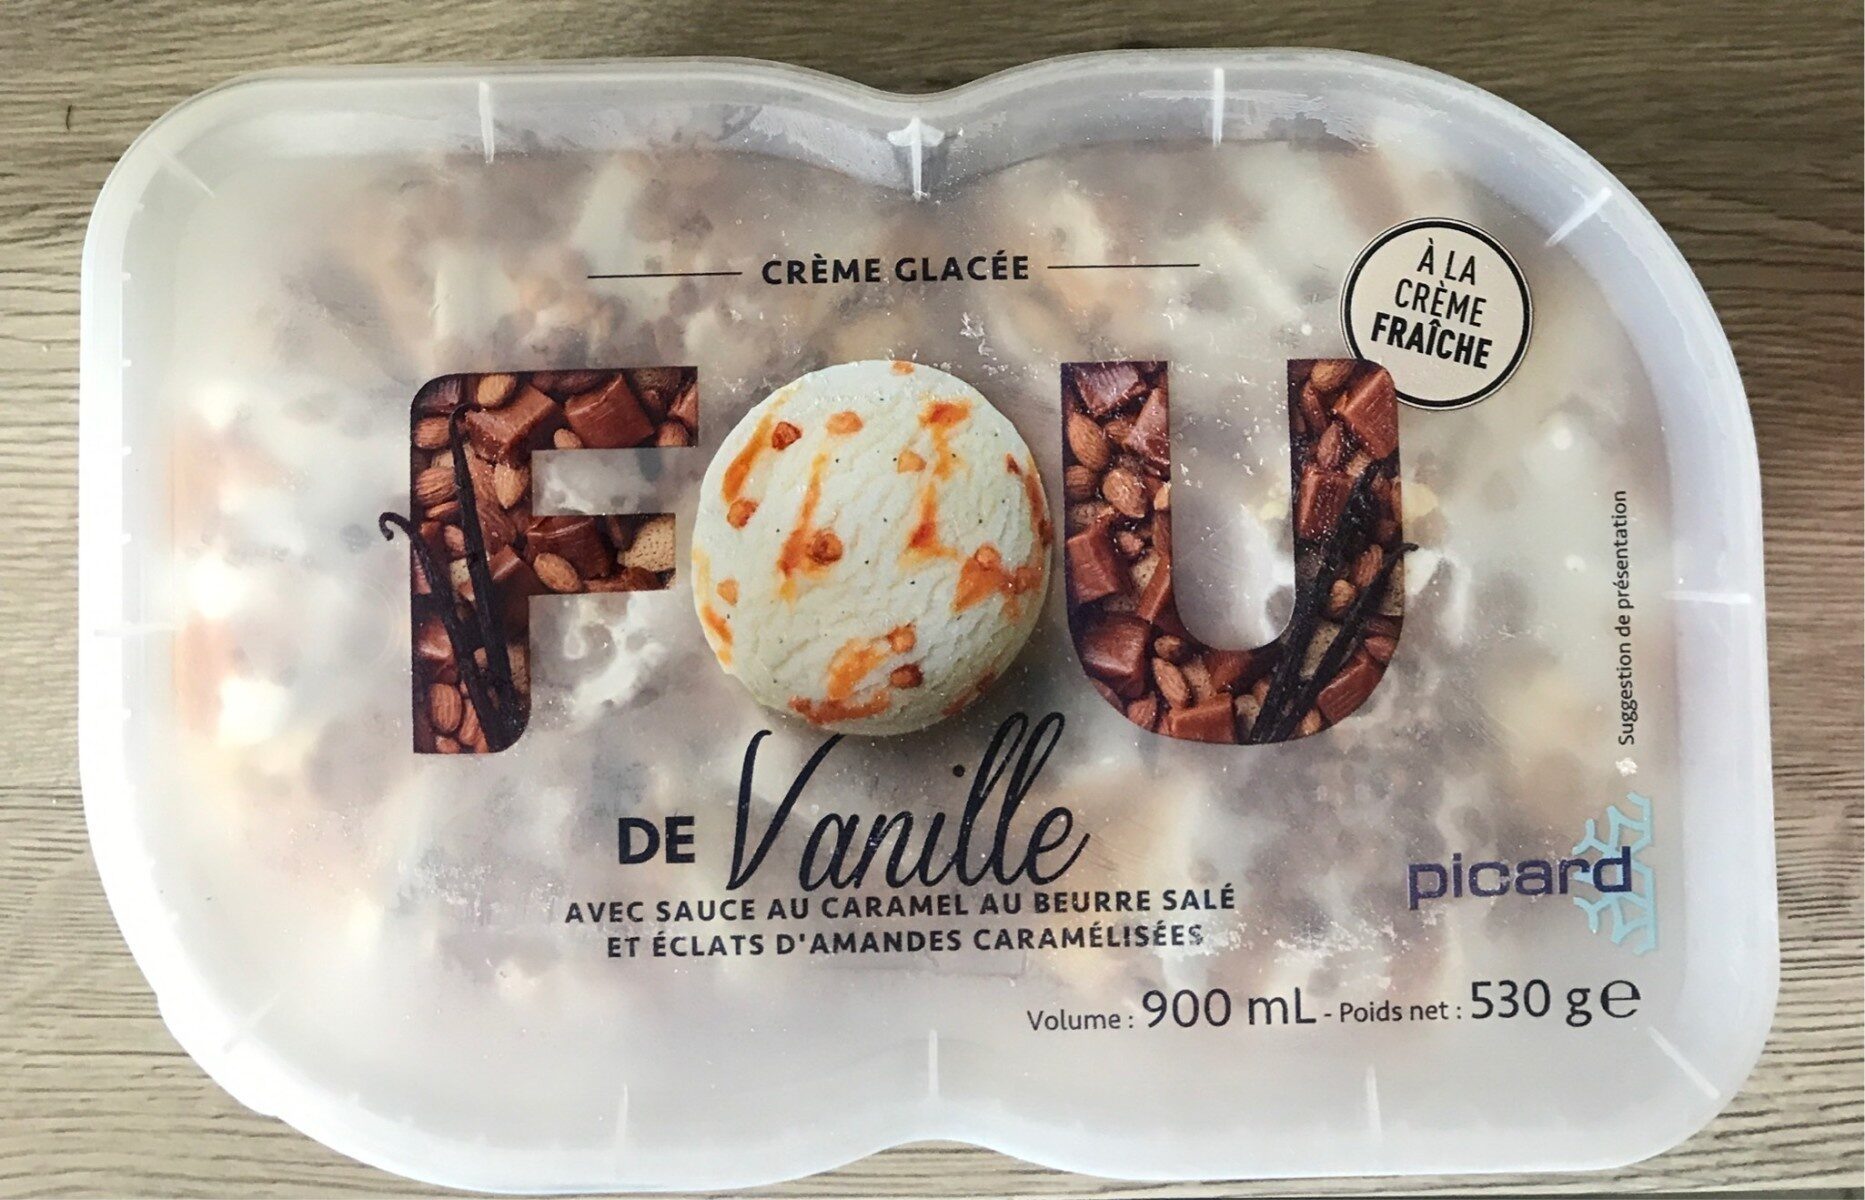 CRÈME GLACÉE
À LA
CRÈME
FRAÎCHE
FOU
DE Vanille
AVEC SAUCE AU CARAMEL AU BEURRE SALÉ
ET ÉCLATS D'AMANDES CARAMÉLISÉES
Suggestion de présentation
picard
Volume : 900 mL - Poids net : 530 g e